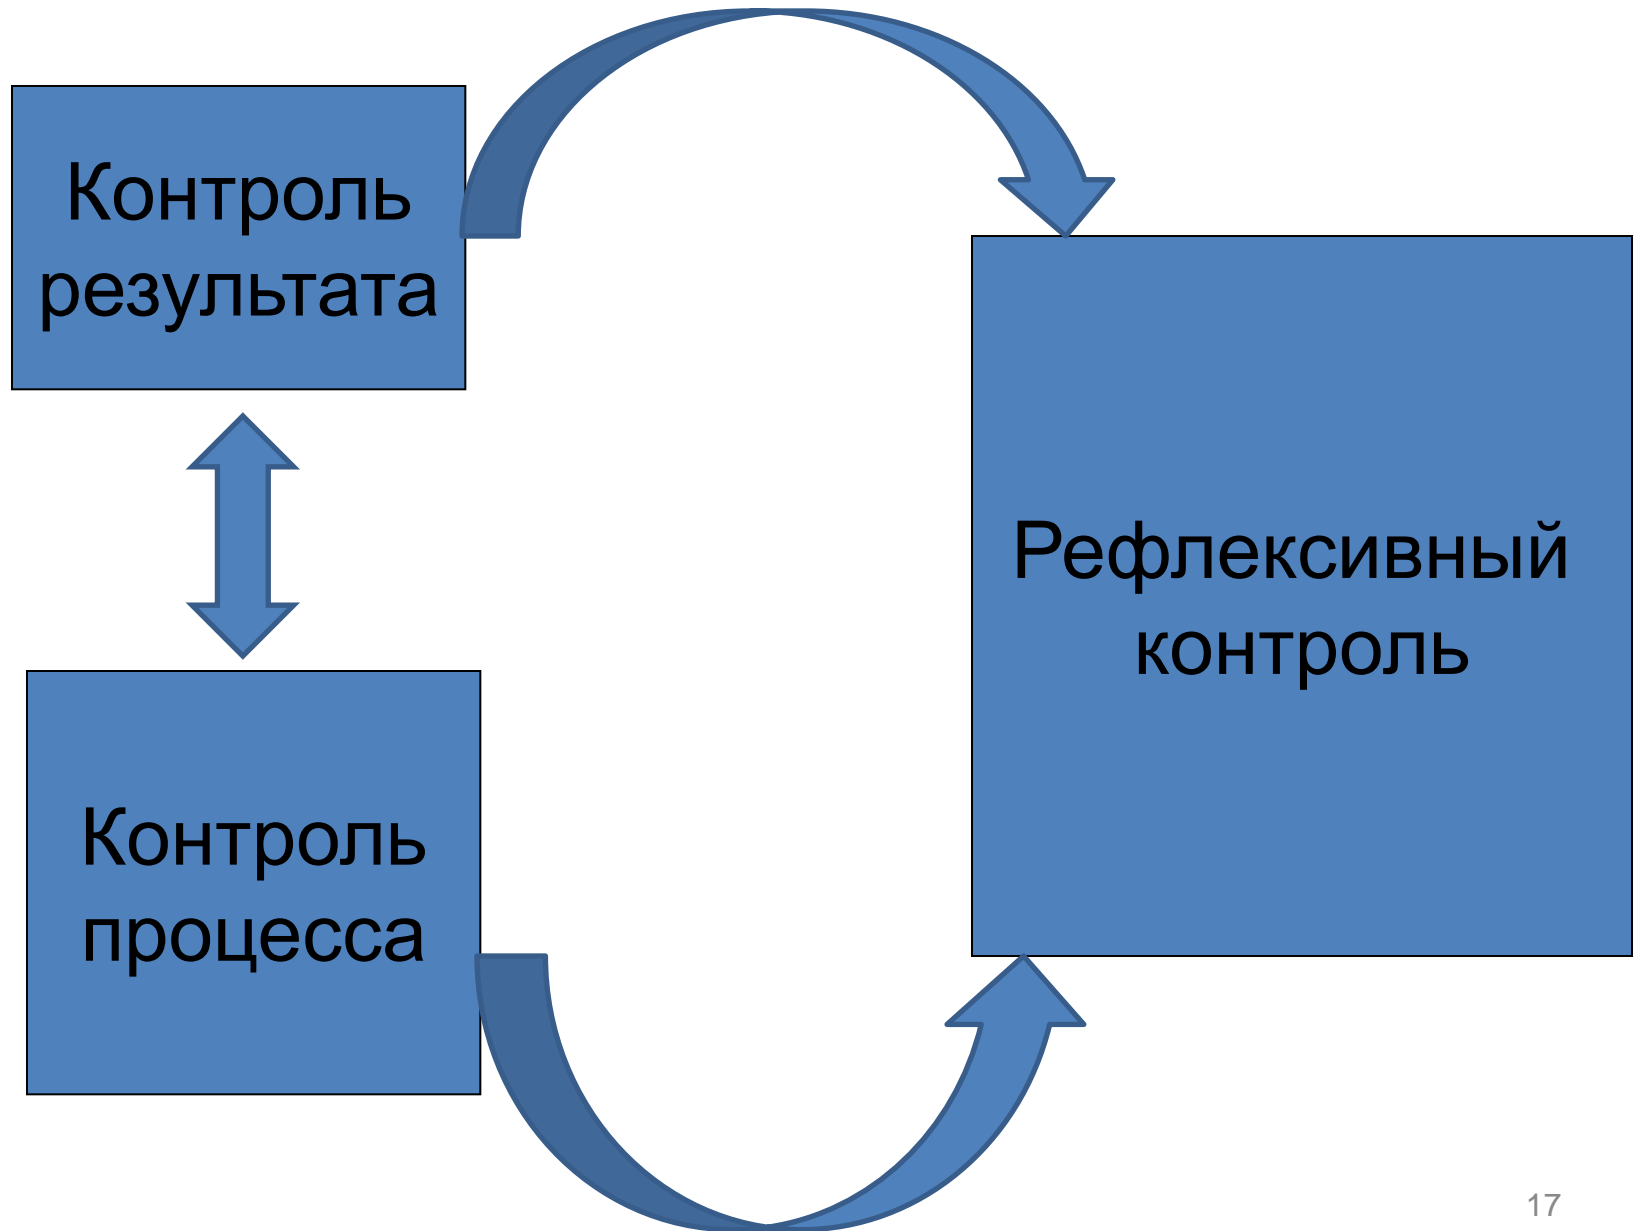 Контроль
результата
Рефлексивный
контроль
Контроль
процесса
17